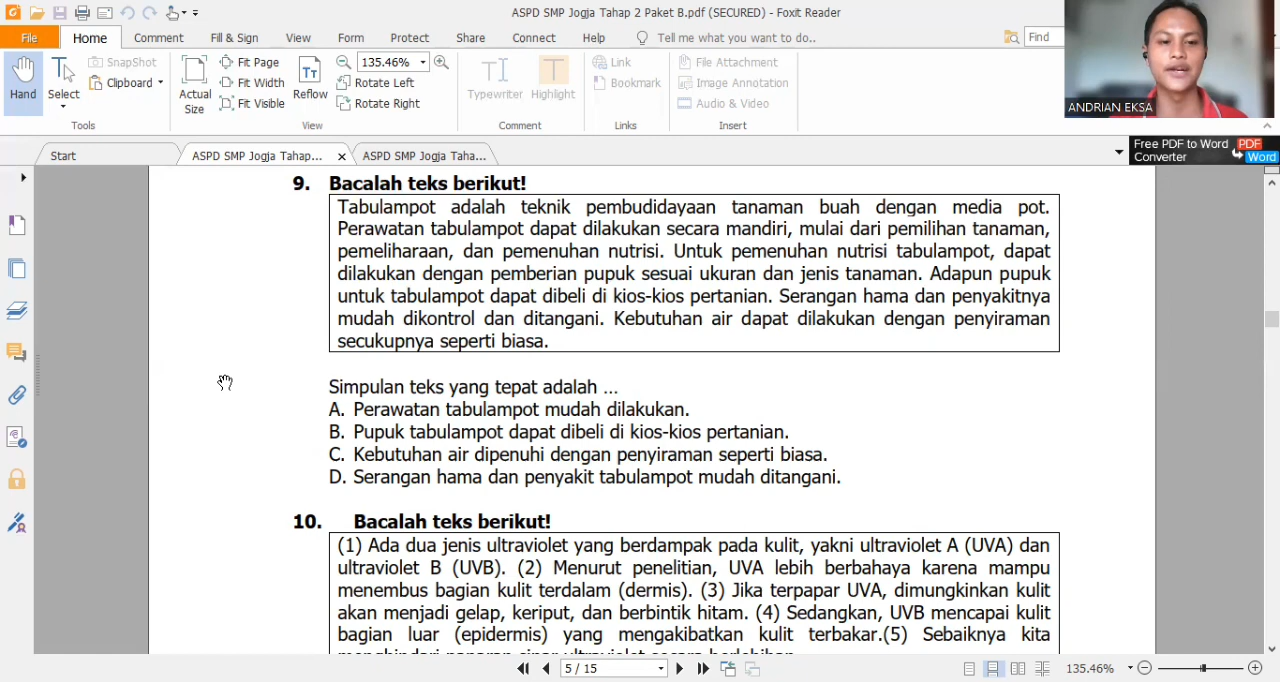 ASPD SMP Jogja Tahap 2 Paket B.pdf (SECURED) - Foxit Reader
File Home Comment Fill & Sign View Form Protect Share Connect Help Tell me what you want to do.. Find
Hand Select SnapShot Clipboard Actual Size Fit Page Fit Width Fit Visible Reflow 135.46% Rotate Left Rotate Right Typewriter Highlight Link Bookmark File Attachment Image Annotation Audio & Video
Tools View Comment Links Insert
ANDRIAN EKSA
Start ASPD SMP Jogja Tahap... ASPD SMP Jogja Taha...
Free PDF to Word Converter PDF Word
9. Bacalah teks berikut!
Tabulampot adalah teknik pembudidayaan tanaman buah dengan media pot.
Perawatan tabulampot dapat dilakukan secara mandiri, mulai dari pemilihan tanaman,
pemeliharaan, dan pemenuhan nutrisi. Untuk pemenuhan nutrisi tabulampot, dapat
dilakukan dengan pemberian pupuk sesuai ukuran dan jenis tanaman. Adapun pupuk
untuk tabulampot dapat dibeli di kios-kios pertanian. Serangan hama dan penyakitnya
mudah dikontrol dan ditangani. Kebutuhan air dapat dilakukan dengan penyiraman
secukupnya seperti biasa.
Simpulan teks yang tepat adalah ...
A. Perawatan tabulampot mudah dilakukan.
B. Pupuk tabulampot dapat dibeli di kios-kios pertanian.
C. Kebutuhan air dipenuhi dengan penyiraman seperti biasa.
D. Serangan hama dan penyakit tabulampot mudah ditangani.
10. Bacalah teks berikut!
(1) Ada dua jenis ultraviolet yang berdampak pada kulit, yakni ultraviolet A (UVA) dan
ultraviolet B (UVB). (2) Menurut penelitian, UVA lebih berbahaya karena mampu
menembus bagian kulit terdalam (dermis). (3) Jika terpapar UVA, dimungkinkan kulit
akan menjadi gelap, keriput, dan berbintik hitam. (4) Sedangkan, UVB mencapai kulit
bagian luar (epidermis) yang mengakibatkan kulit terbakar.(5) Sebaiknya kita
5 / 15 135.46%